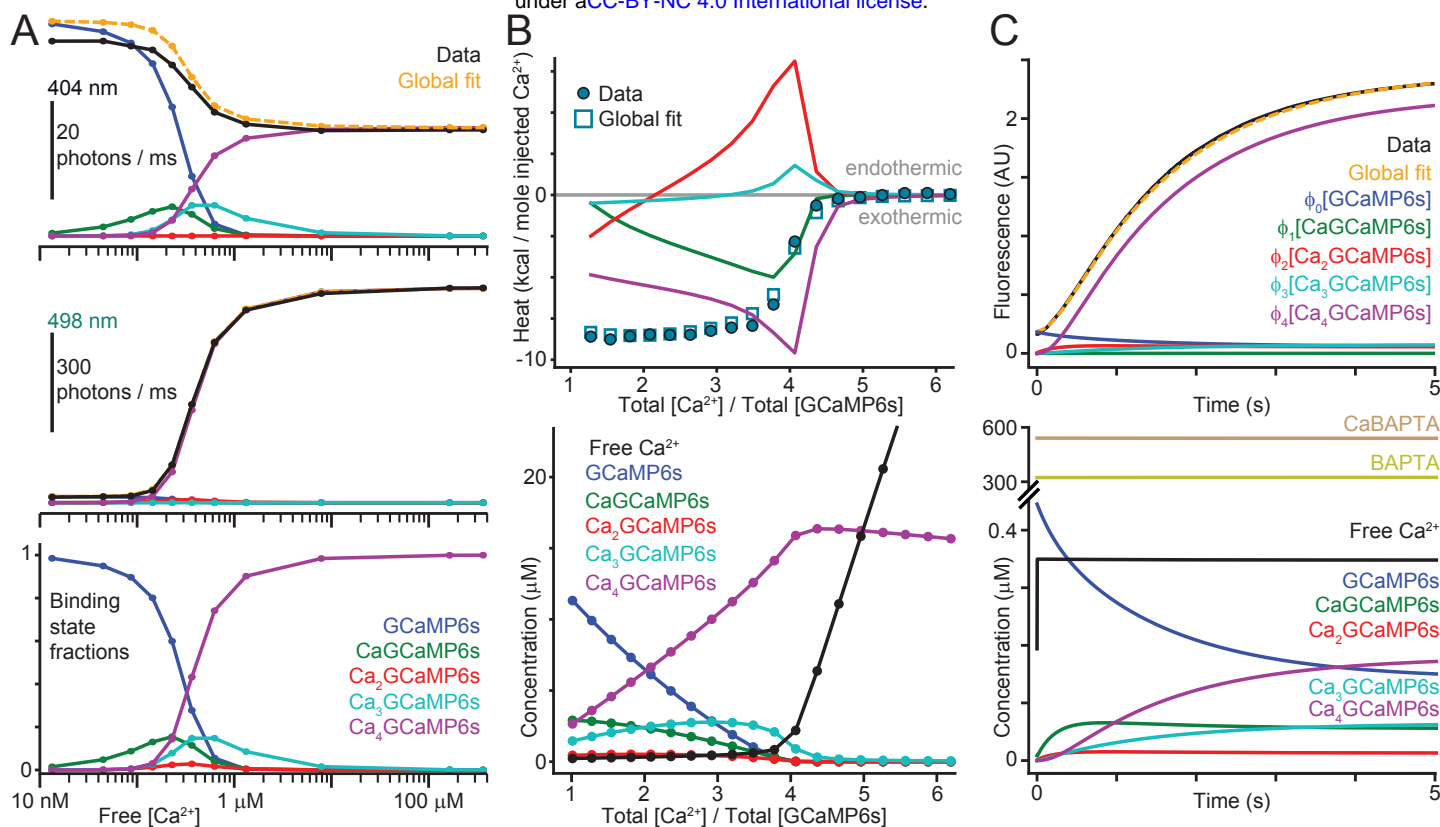 under aCC-BY-NC 4.0 International license.
A
Data
Global fit
404 nm
20
photons / ms
498 nm
300
photons / ms
1
Binding
state
fractions
GCaMP6s
CaGCaMP6s
Ca2GCaMP6s
Ca3GCaMP6s
Ca4GCaMP6s
0
10 nM
1 μM
100 μM
Free [Ca²⁺]
B
Heat (kcal / mole injected Ca²⁺)
Data
Global fit
endothermic
exothermic
0
-10
1 2 3 4 5 6
Total [Ca²⁺] / Total [GCaMP6s]
Concentration (μM)
20
0
Free Ca²⁺
GCaMP6s
CaGCaMP6s
Ca2GCaMP6s
Ca3GCaMP6s
Ca4GCaMP6s
1 2 3 4 5 6
Total [Ca²⁺] / Total [GCaMP6s]
C
Fluorescence (AU)
2
0
Data
Global fit
ϕ0[GCaMP6s]
ϕ1[CaGCaMP6s]
ϕ2[Ca2GCaMP6s]
ϕ3[Ca3GCaMP6s]
ϕ4[Ca4GCaMP6s]
0 5
Time (s)
Concentration (μM)
600
300
0.4
0
CaBAPTA
BAPTA
Free Ca²⁺
GCaMP6s
CaGCaMP6s
Ca2GCaMP6s
Ca3GCaMP6s
Ca4GCaMP6s
0 5
Time (s)